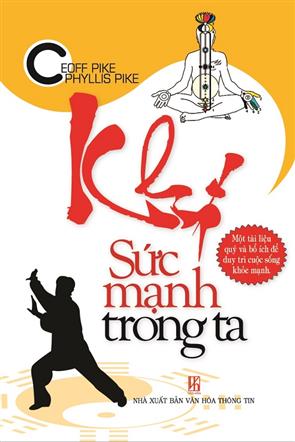 GEOFF PIKE
PHYLLIS PIKE
Khí
Một tài liệu
quý và bổ ích để
duy trì cuộc sống
khỏe mạnh.
Sức
mạnh
trong ta
NHÀ XUẤT BẢN VĂN HÓA THÔNG TIN